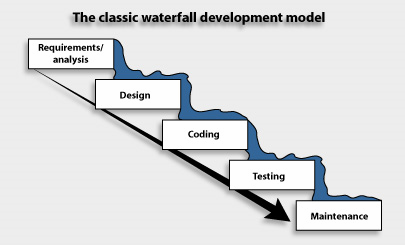 The classic waterfall development model
Requirements/
analysis
Design
Coding
Testing
Maintenance